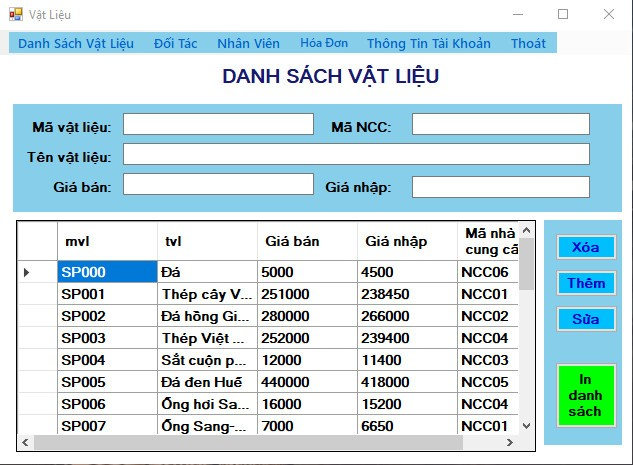 Vật Liệu
Danh Sách Vật Liệu Đối Tác Nhân Viên Hóa Đơn Thông Tin Tài Khoản Thoát
DANH SÁCH VẬT LIỆU
Mã vật liệu: Mã NCC:
Tên vật liệu:
Giá bán: Giá nhập:
mvl tvl Giá bán Giá nhập Mã nhà
cung cấ
SP000 Đá 5000 4500 NCC06
SP001 Thép cây V... 251000 238450 NCC01
SP002 Đá hồng Gi... 280000 266000 NCC02
SP003 Thép Việt ... 252000 239400 NCC04
SP004 Sắt cuộn p... 12000 11400 NCC03
SP005 Đá đen Huế 440000 418000 NCC05
SP006 Ống hơi Sa... 16000 15200 NCC04
SP007 Ống Sang-... 7000 6650 NCC01
Xóa
Thêm
Sửa
In
danh
sách